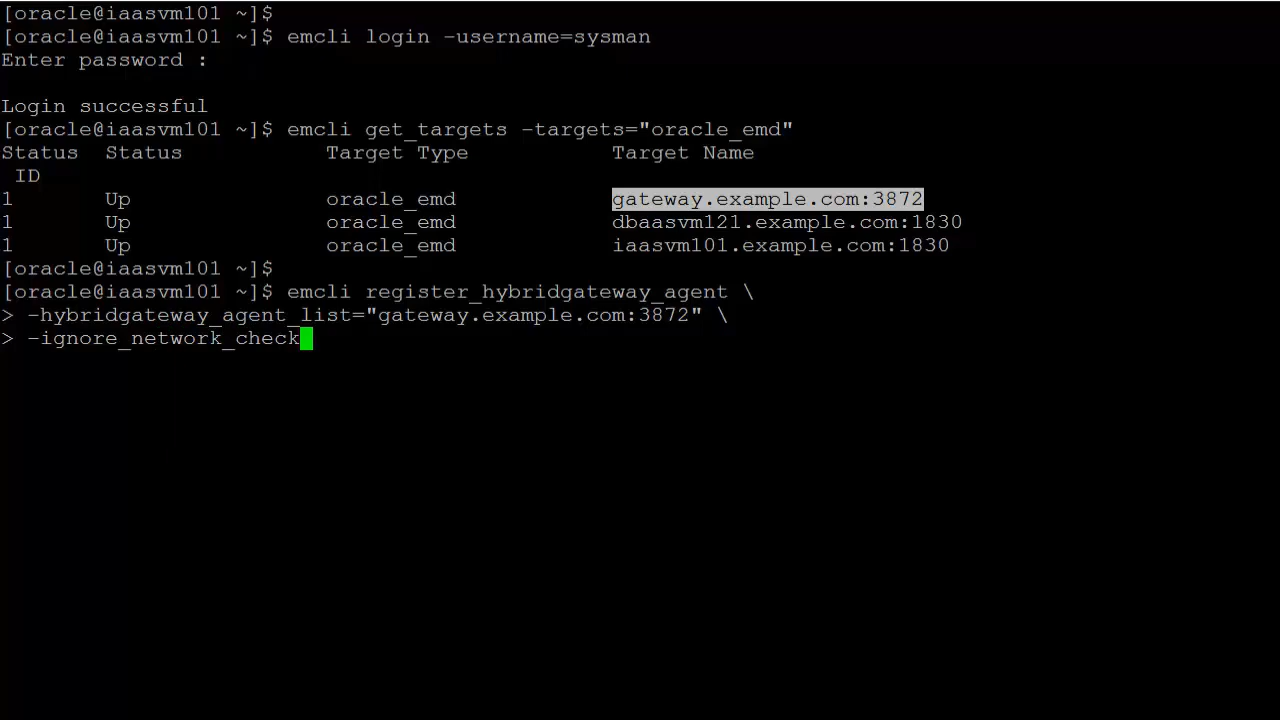 [oracle@iaasvm101 ~]$
[oracle@iaasvm101 ~]$ emcli login -username=sysman
Enter password :
Login successful
[oracle@iaasvm101 ~]$ emcli get_targets -targets="oracle_emd"
Status  Status           Target Type           Target Name
 ID
1       Up               oracle_emd            gateway.example.com:3872
1       Up               oracle_emd            dbaasvm121.example.com:1830
1       Up               oracle_emd            iaasvm101.example.com:1830
[oracle@iaasvm101 ~]$
[oracle@iaasvm101 ~]$ emcli register_hybridgateway_agent \
> -hybridgateway_agent_list="gateway.example.com:3872" \
> -ignore_network_check